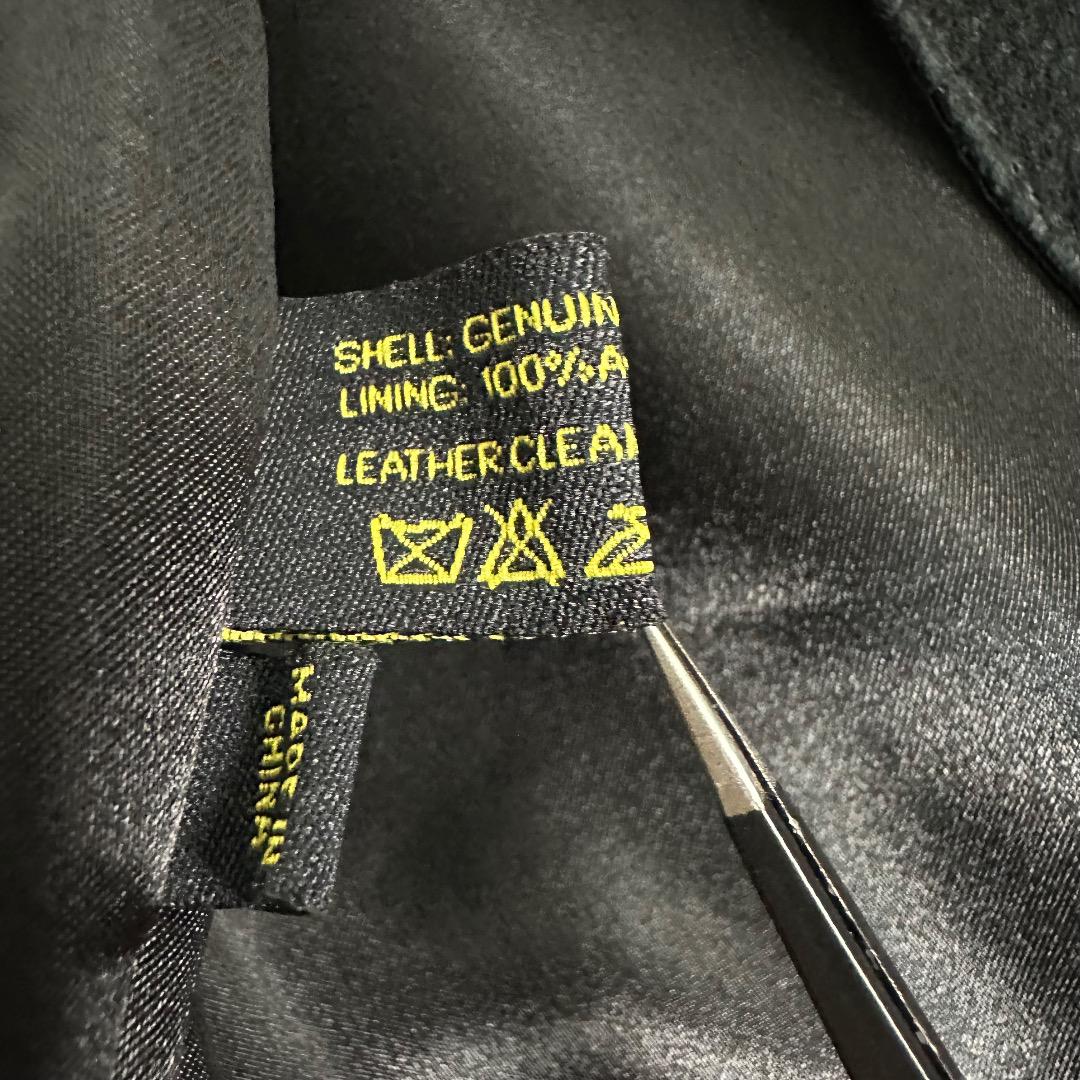 SHELL: GENUIN
LINING: 100% A
LEATHER CLEA
MADE IN
CHINA